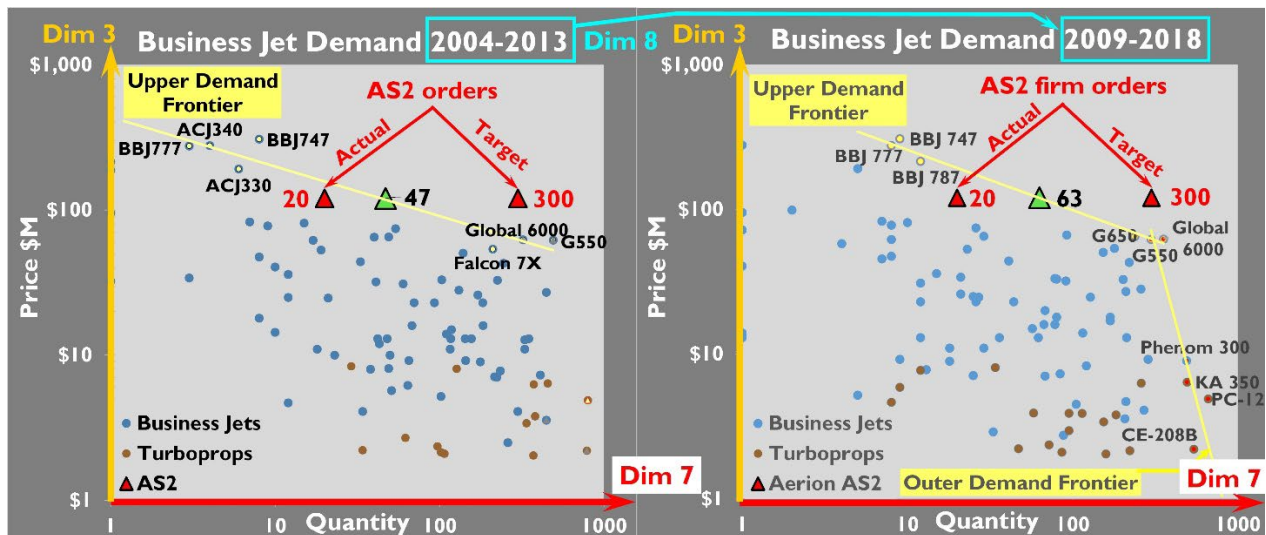 Dim 3
Business Jet Demand 2004-2013
Dim 8
$1,000
Upper Demand
Frontier
AS2 orders
ACJ340
BBJ777
BBJ747
ACJ330
Actual
Target
20
47
300
$100
Global 6000
G550
Falcon 7X
Price $M
$10
Business Jets
Turboprops
AS2
$1
Dim 7
1
10
Quantity
100
1000
Dim 3
Business Jet Demand 2009-2018
$1,000
Upper Demand
Frontier
AS2 firm orders
BBJ 747
BBJ 777
BBJ 787
Actual
Target
20
63
300
$100
G650
Global
6000
G550
Price $M
$10
Phenom 300
KA 350
PC-12
Business Jets
Turboprops
CE-208B
Aerion AS2
Outer Demand Frontier
Dim 7
$1
1
10
Quantity
100
1000